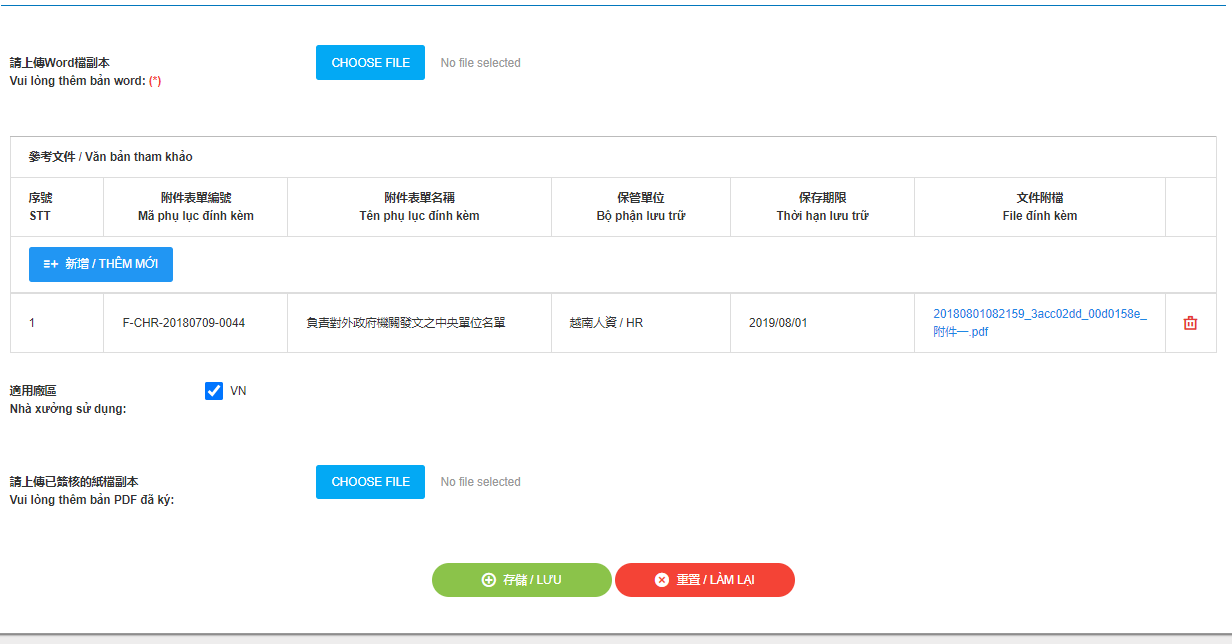 請上傳Word檔副本
Vui lòng thêm bản word: (*)
CHOOSE FILE No file selected
參考文件 / Văn bản tham khảo
序號 附件表單編號 附件表單名稱 保管單位 保存期限 文件附檔
STT Mã phụ lục đính kèm Tên phụ lục đính kèm Bộ phận lưu trữ Thời hạn lưu trữ File đính kèm
新增 / THÊM MỚI
1 F-CHR-20180709-0044 負責對外政府機關發文之中央單位名單 越南人資 / HR 2019/08/01 20180801082159_3acc02dd_00d0158e_
附件一.pdf
適用廠區
Nhà xưởng sử dụng:
VN
請上傳已簽核的紙檔副本
Vui lòng thêm bản PDF đã ký:
CHOOSE FILE No file selected
存儲 / LƯU 重置 / LÀM LẠI